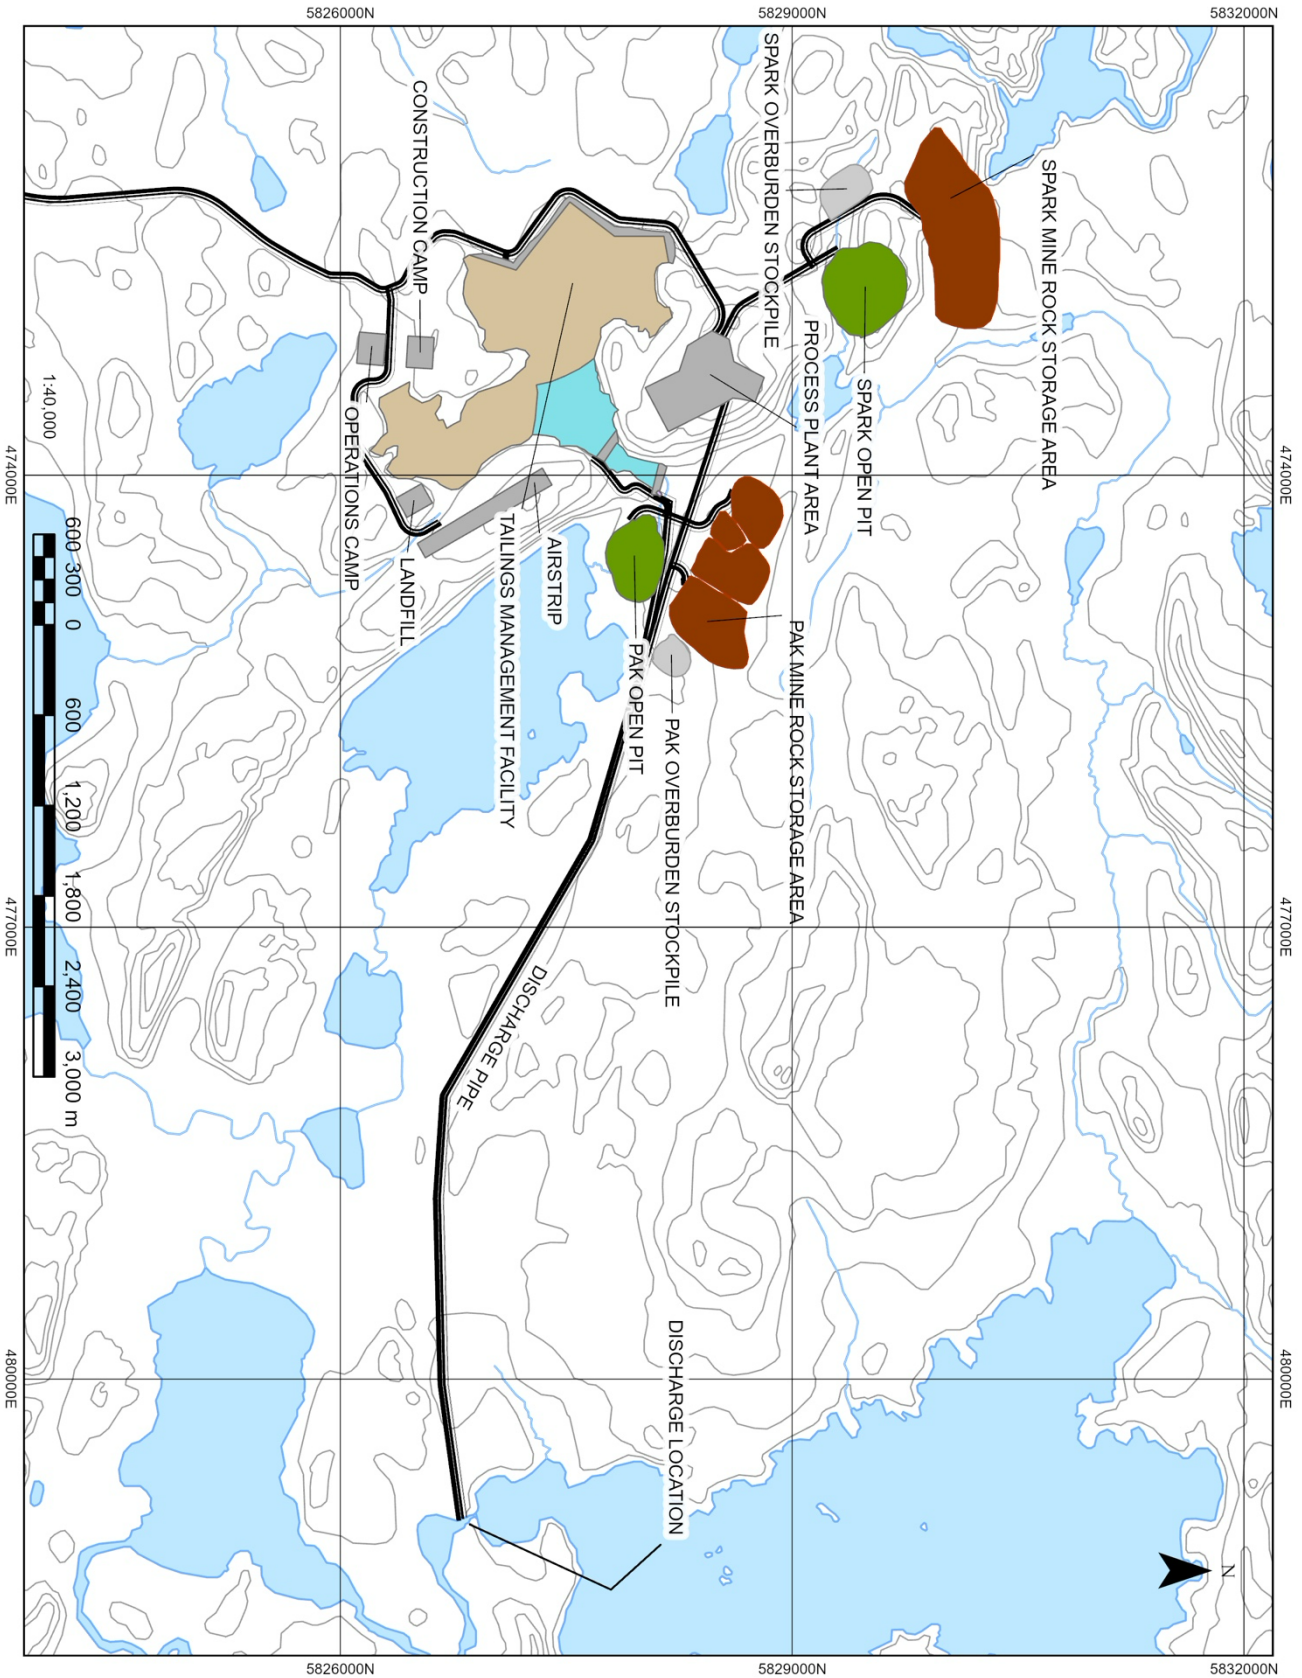 5826000N
5829000N
5832000N
SPARK OVERBURDEN STOCKPILE
CONSTRUCTION CAMP
SPARK MINE ROCK STORAGE AREA
PROCESS PLANT AREA
SPARK OPEN PIT
1:40,000
OPERATIONS CAMP
474000E
474000E
LANDFILL
TAILINGS MANAGEMENT FACILITY
AIRSTRIP
PAK OPEN PIT
PAK MINE ROCK STORAGE AREA
PAK OVERBURDEN STOCKPILE
600 300 0 600 1,200 1,800 2,400 3,000 m
477000E
477000E
DISCHARGE PIPE
DISCHARGE LOCATION
480000E
480000E
N
5826000N
5829000N
5832000N